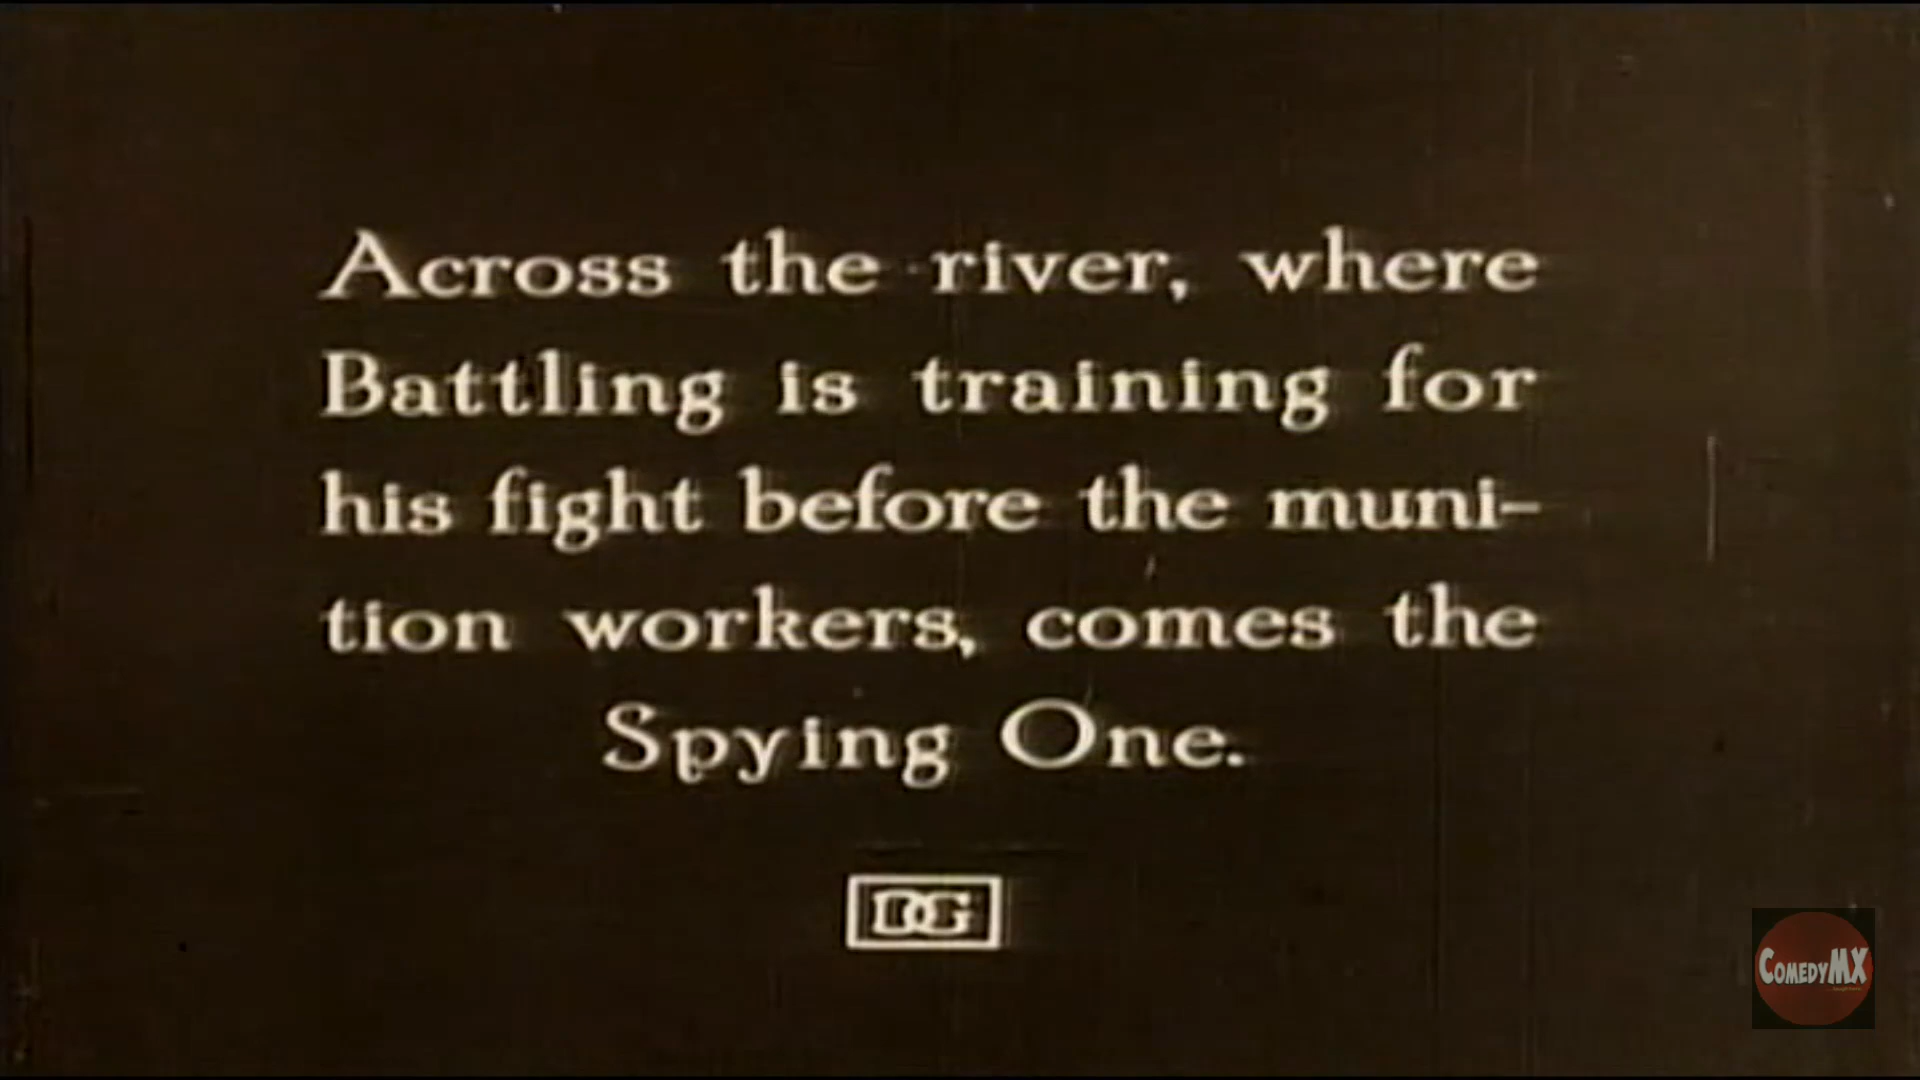 Across the river, where
Battling is training for
his fight before the muni-
tion workers, comes the
Spying One.
DG
COMEDYMX